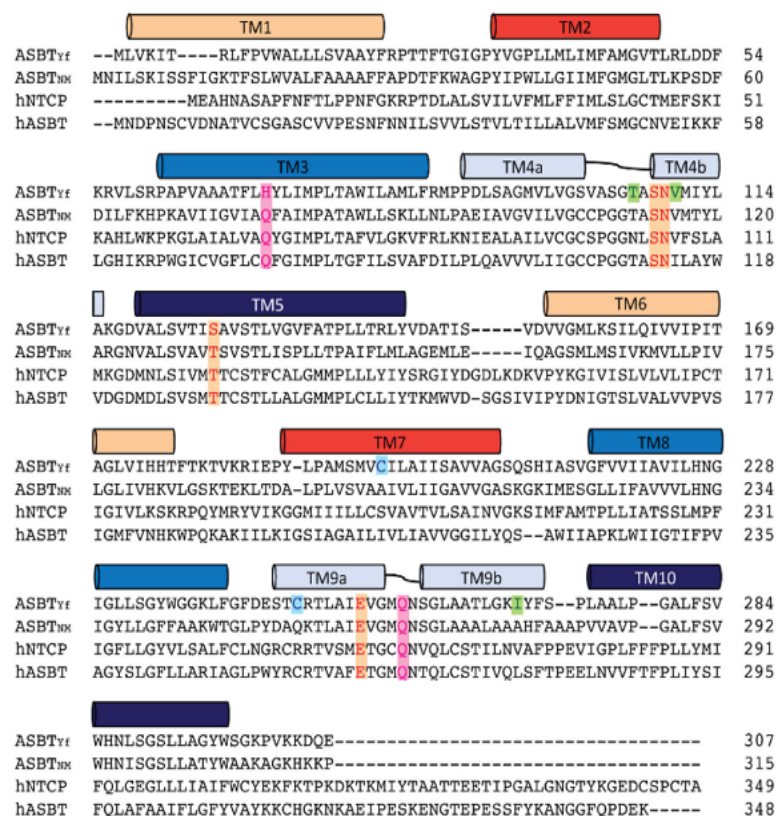 TM1 TM2
ASBTYf --MLVKIT----RLFPVWALLLSVAAYFRPTTFTGIGPYVGPLLMLIMFAMGVTLRLDDF 54
ASBTNM MNILSKISSFIGKTFSLWVALFAAAAFFAPDTFKWAGPYIPWLLGIIMFGMGLTLKPSDF 60
hNTCP ---------MEAHNASAPFNFTLPPNFGKRPTDLALSVILVFMLFFIMLSLGCTMEFSKI 51
hASBT --MNDPNSCVDNATVCSGASCVVPESNFNNILSVVLSTVLTILLALVMFSMGCNVEIKKF 58
TM3 TM4a TM4b
ASBTYf KRVLSRPAPVAAATFLHYLIMPLTAWILAMLFRMPPDLSAGMVLVGSVASGTASNVMIYL 114
ASBTNM DILFKHPKAVIIGVIAQFAIMPATAWLLSKLLNLPAEIAVGVILVGCCPGGTASNVMTYL 120
hNTCP KAHLWKPKGLAIALVAQYGIMPLTAFVLGKVFRLKNIEALAILVCGCSPGGNLSNVFSLA 111
hASBT LGHIKRPWGICVGFLCQFGIMPLTGFILSVAFDILPLQAVVVLIIGCCPGGTASNILAYW 118
TM5 TM6
ASBTYf AKGDVALSVTISAVSTLVGVFATPLLTRLYVDATIS-----VDVVGMLKSILQIVVIPIT 169
ASBTNM ARGNVALSVAVTSVSTLISPLLTPAIFLMLAGEMLE-----IQAGSMLMSIVKMVLLPIV 175
hNTCP MKGDMNLSIVMTTCSTFCALGMMPLLLYIYSRGIYDGDLKDKVPYKGIVISLVLVLIPCT 171
hASBT VDGDMDLSVSMTTCSTLLALGMMPLCLLIYTKMWVD-SGSIVIPYDNIGTSLVALVVPVS 177
TM7 TM8
ASBTYf AGLVIHHTFTKTVKRIEPY-LPAMSMVCILAIISAVVAGSQSHIASVGFVVIIAVILHNG 228
ASBTNM LGLIVHKVLGSKTEKLTDA-LPLVSVAAIVLIIGAVVGASKGKIMESGLLIFAVVVLHNG 234
hNTCP IGIVLKSKRPQYMRYVIKGGMIIILLCSVAVTVLSAINVGKSIMFAMTPLLIATSSLMPF 231
hASBT IGMFVNHKWPQKAKIILKIGSIAGAILIVLIAVVGGILYQS--AWIIAPKLWIIGTIFPV 235
TM9a TM9b TM10
ASBTYf IGLLSGYWGGKLFGFDESTCRTLAIEVGMQNSGLAATLGKIYFS--PLAALP--GALFSV 284
ASBTNM IGYLLGFFAAKWTGLPYDAQKTLAIEVGMQNSGLAAALAAAHFAAAPVVAVP--GALFSV 292
hNTCP IGFLLGYVLSALFCLNGRCRRTVSMETGCQNVQLCSTILNVAFPPEVIGPLFFFPLLYMI 291
hASBT AGYSLGFLLARIAGLPWYRCRTVAFETGMQNTQLCSTIVQLSFTPEELNVVFTFPLIYSI 295
ASBTYf WHNLSGSLLAGYWSGKPVKKDQE----------------------------------- 307
ASBTNM WHNISGSLLATYWAAKAGKHKKP----------------------------------- 315
hNTCP FQLGEGLLLIAIFWCYEKFKTPKDKTKMIYTAATTEETIPGALGNGTYKGEDCSPCTA 349
hASBT FQLAFAAIFLGFYVAYKKCHGKNKAEIPESKENGTEPESSFYKANGGFQPDEK----- 348